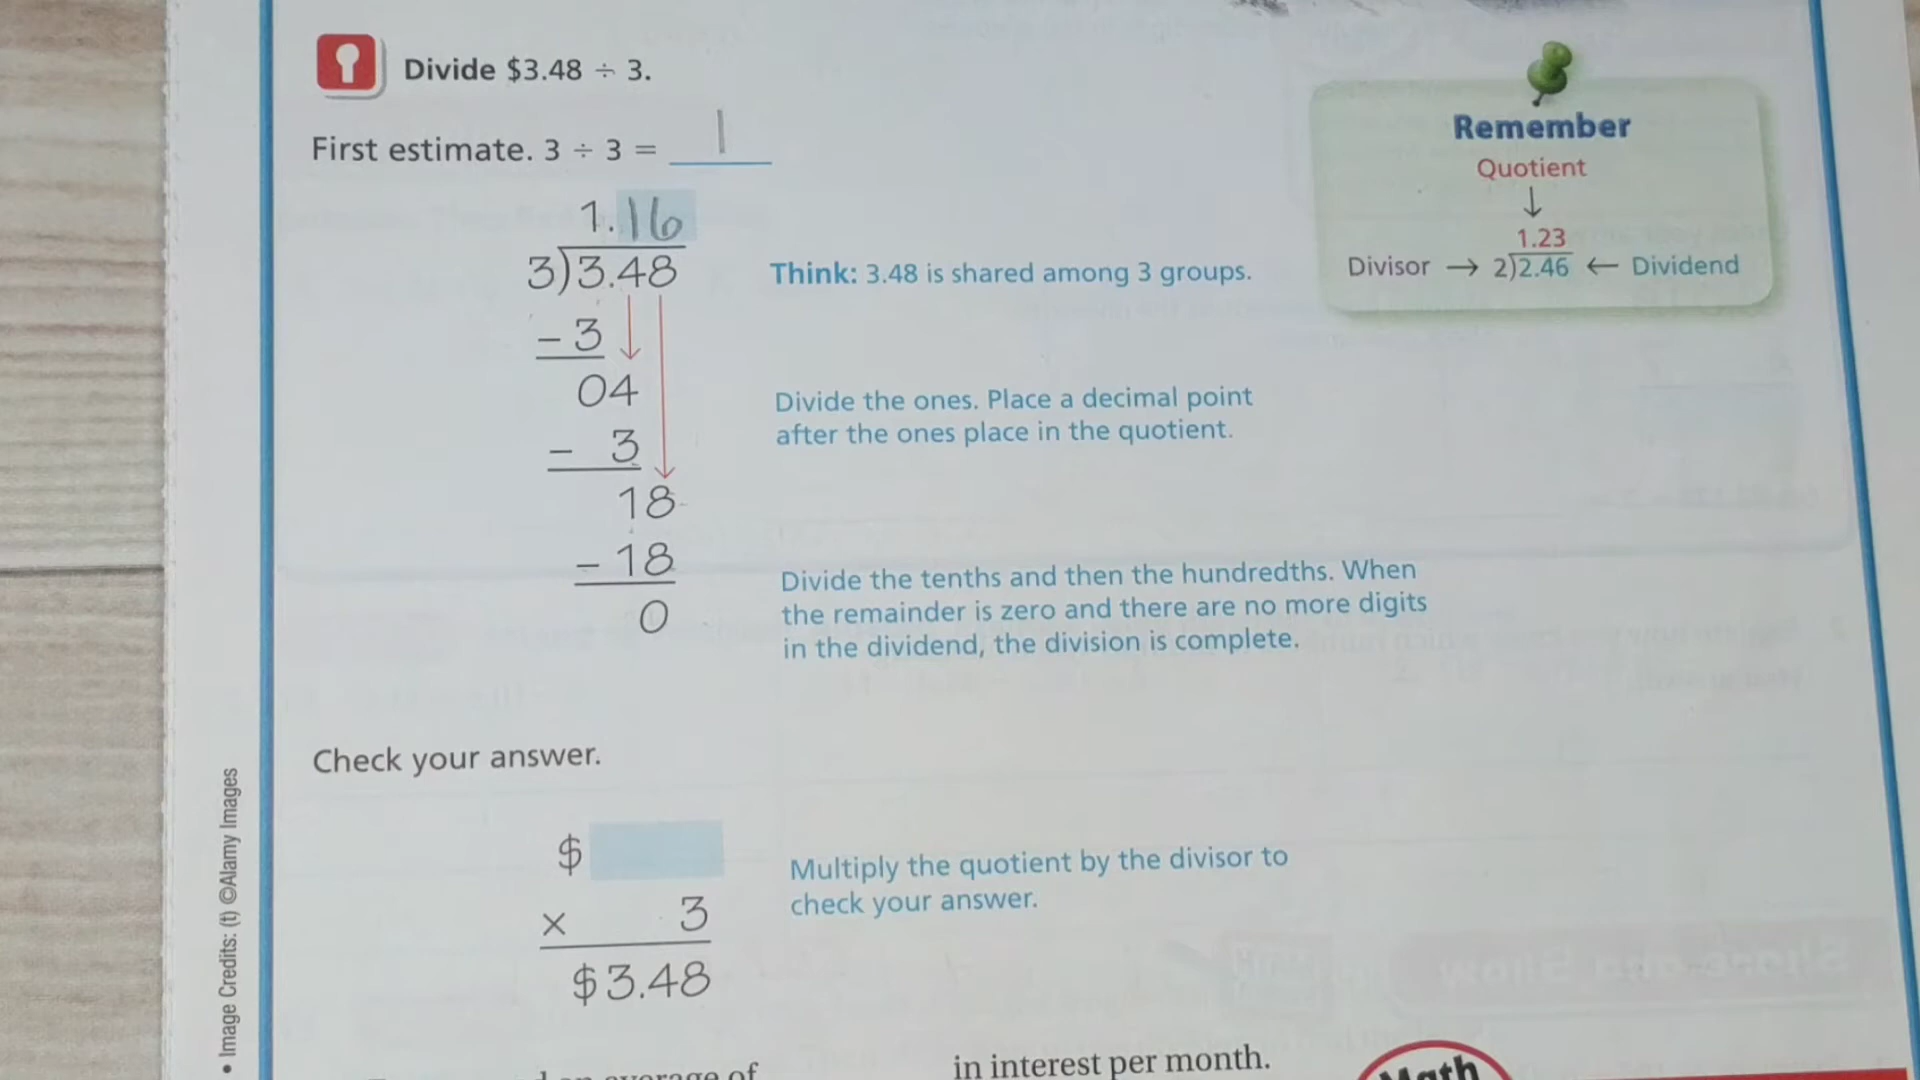 Divide $3.48 ÷ 3.
First estimate. 3 ÷ 3 = 1
1.16
3)3.48
Think: 3.48 is shared among 3 groups.
- 3
04
Divide the ones. Place a decimal point
after the ones place in the quotient.
- 3
18
- 18
0
Divide the tenths and then the hundredths. When
the remainder is zero and there are no more digits
in the dividend, the division is complete.
Remember
Quotient
↓
1.23
Divisor → 2)2.46 ← Dividend
Check your answer.
$
× 3
$3.48
Multiply the quotient by the divisor to
check your answer.
• Image Credits: (t) ©Alamy Images
average of
in interest per month.
Math